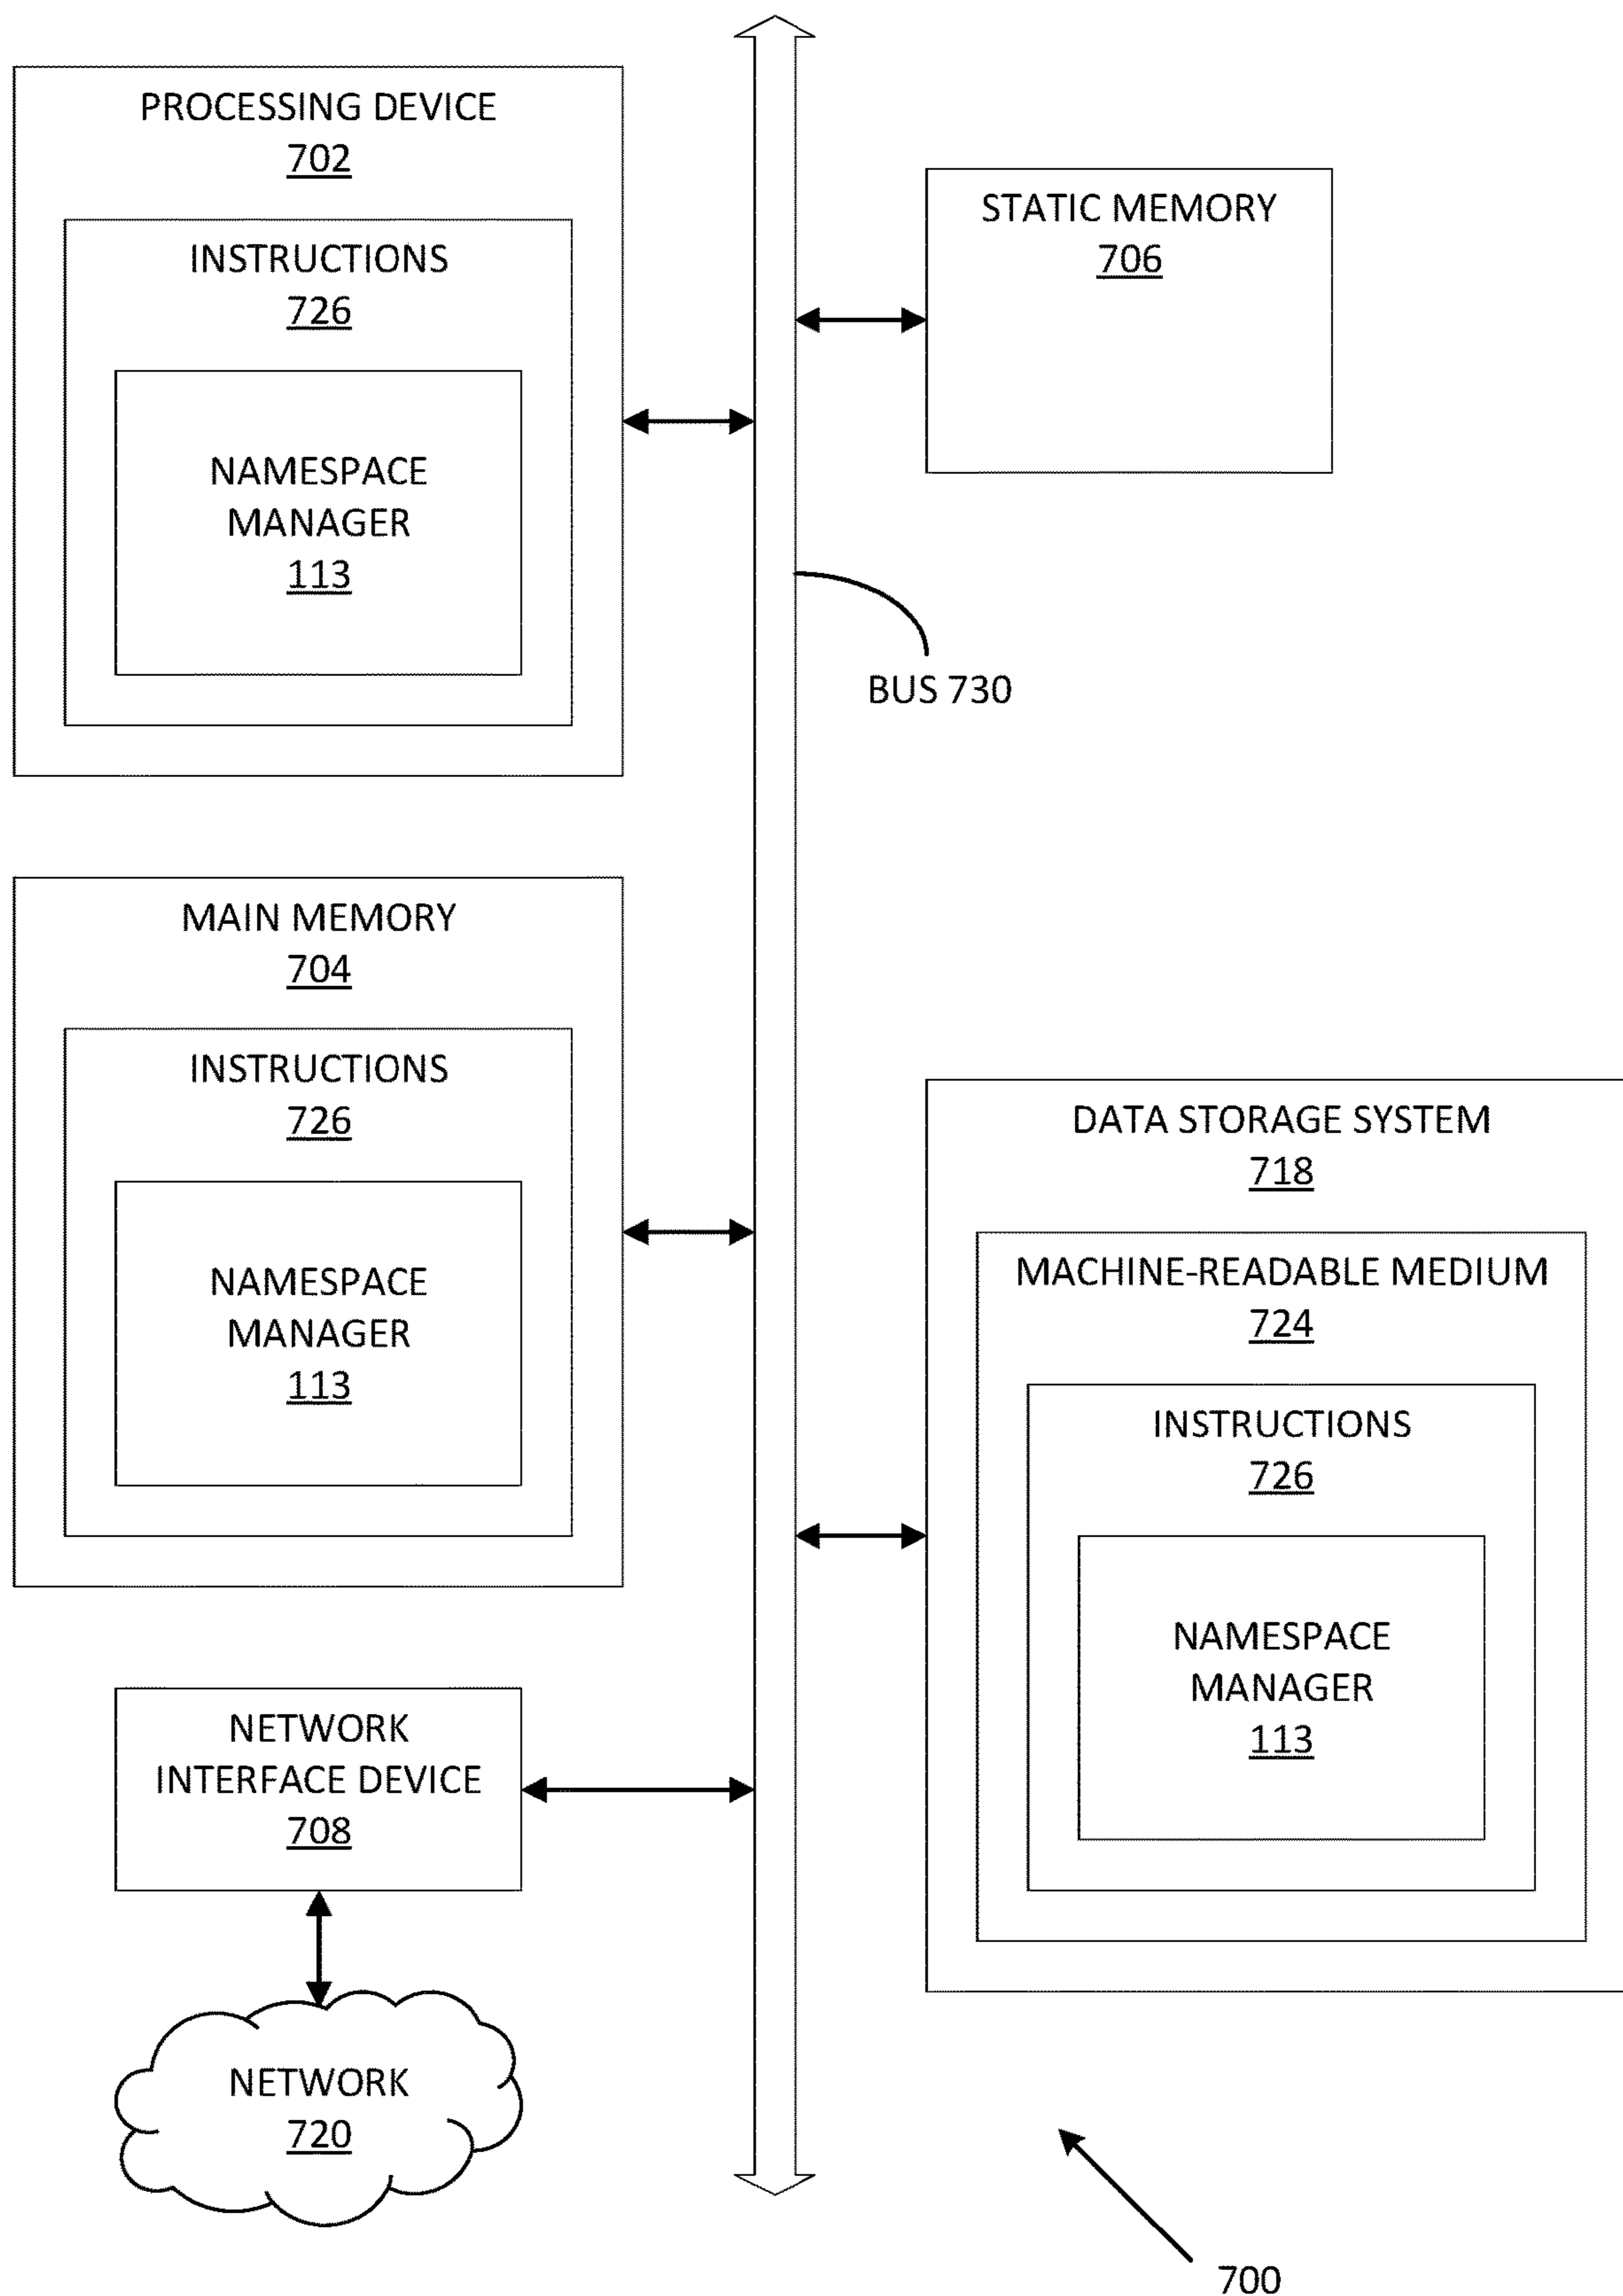 PROCESSING DEVICE
702
INSTRUCTIONS
726
NAMESPACE
MANAGER
113
STATIC MEMORY
706
BUS 730
MAIN MEMORY
704
INSTRUCTIONS
726
NAMESPACE
MANAGER
113
DATA STORAGE SYSTEM
718
MACHINE-READABLE MEDIUM
724
INSTRUCTIONS
726
NAMESPACE
MANAGER
113
NETWORK
INTERFACE DEVICE
708
NETWORK
720
700